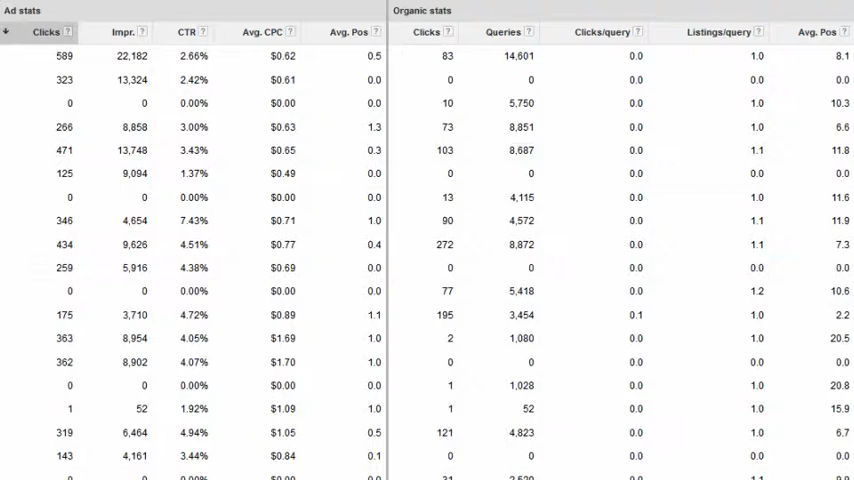 Ad stats Organic stats
Clicks ? Impr. ? CTR ? Avg. CPC ? Avg. Pos ? Clicks ? Queries ? Clicks/query ? Listings/query ? Avg. Pos ?
589 22,182 2.66% $0.62 0.5 83 14,601 0.0 1.0 8.1
323 13,324 2.42% $0.61 0.0 0 0 0.0 0.0 0.0
0 0 0.00% $0.00 0.0 10 5,750 0.0 1.0 10.3
266 8,858 3.00% $0.63 1.3 73 8,851 0.0 1.0 6.6
471 13,748 3.43% $0.65 0.3 103 8,687 0.0 1.1 11.8
125 9,094 1.37% $0.49 0.0 0 0 0.0 0.0 0.0
0 0 0.00% $0.00 0.0 13 4,115 0.0 1.0 11.6
346 4,654 7.43% $0.71 1.0 90 4,572 0.0 1.1 11.9
434 9,626 4.51% $0.77 0.4 272 8,872 0.0 1.1 7.3
259 5,916 4.38% $0.69 0.0 0 0 0.0 0.0 0.0
0 0 0.00% $0.00 0.0 77 5,418 0.0 1.2 10.6
175 3,710 4.72% $0.89 1.1 195 3,454 0.1 1.0 2.2
363 8,954 4.05% $1.69 1.0 2 1,080 0.0 1.0 20.5
362 8,902 4.07% $1.70 1.0 0 0 0.0 0.0 0.0
0 0 0.00% $0.00 0.0 1 1,028 0.0 1.0 20.8
1 52 1.92% $1.09 1.0 1 52 0.0 1.0 15.9
319 6,464 4.94% $1.05 0.5 121 4,823 0.0 1.0 6.7
143 4,161 3.44% $0.84 0.1 0 0 0.0 0.0 0.0
0 0 0.00% $0.00 0.0 31 2,520 0.0 1.1 9.9